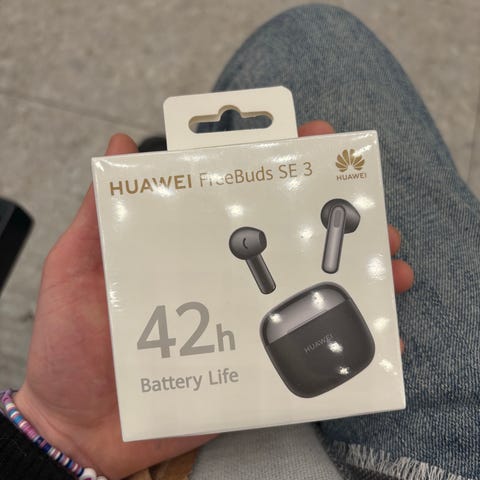 HUAWEI FreeBuds SE 3
HUAWEI
HUAWEI
42h
Battery Life